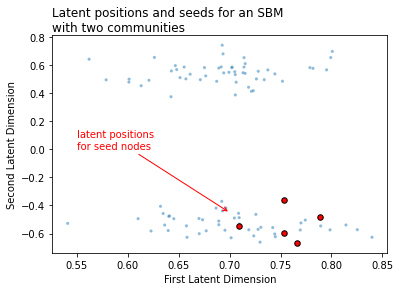 Latent positions and seeds for an SBM
with two communities
0.8
0.6
0.4
0.2
0.0
−0.2
−0.4
−0.6
Second Latent Dimension
latent positions
for seed nodes
0.55 0.60 0.65 0.70 0.75 0.80 0.85
First Latent Dimension